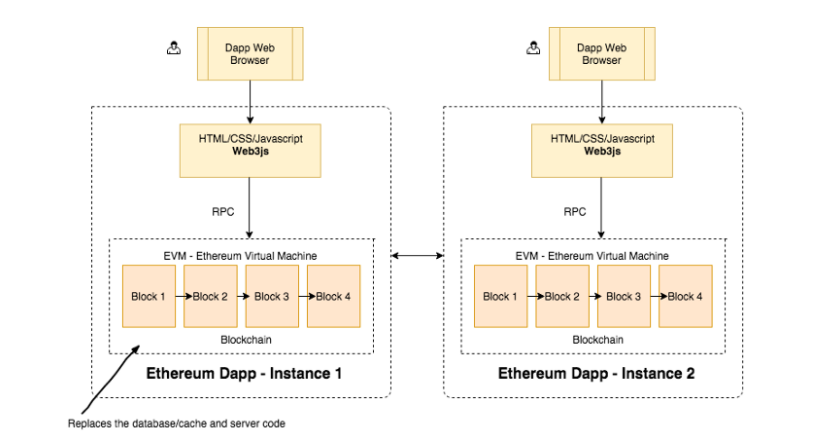 Dapp Web
Browser
HTML/CSS/Javascript
Web3js
RPC
EVM - Ethereum Virtual Machine
Block 1
Block 2
Block 3
Block 4
Blockchain
Ethereum Dapp - Instance 1
Replaces the database/cache and server code
Dapp Web
Browser
HTML/CSS/Javascript
Web3js
RPC
EVM - Ethereum Virtual Machine
Block 1
Block 2
Block 3
Block 4
Blockchain
Ethereum Dapp - Instance 2